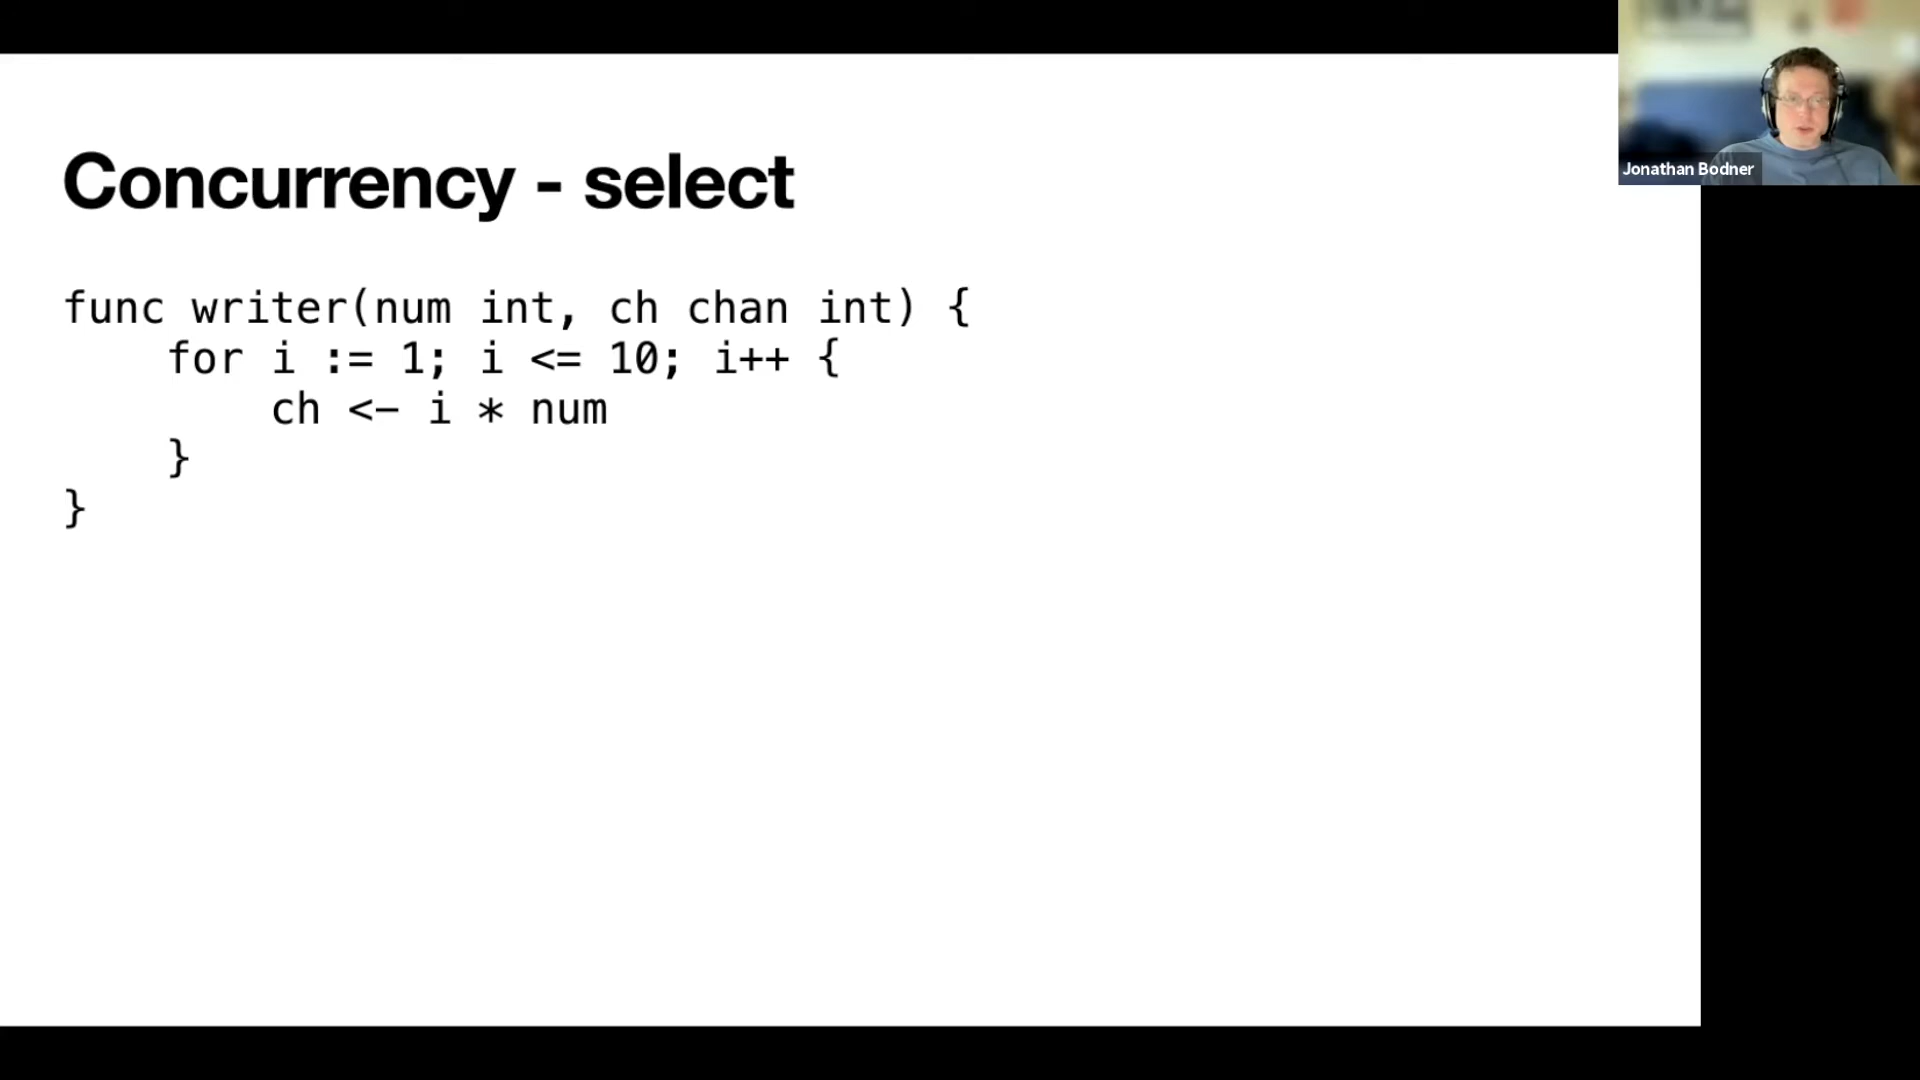 Concurrency - select
func writer(num int, ch chan int) {
    for i := 1; i <= 10; i++ {
        ch <- i * num
    }
}
Jonathan Bodner